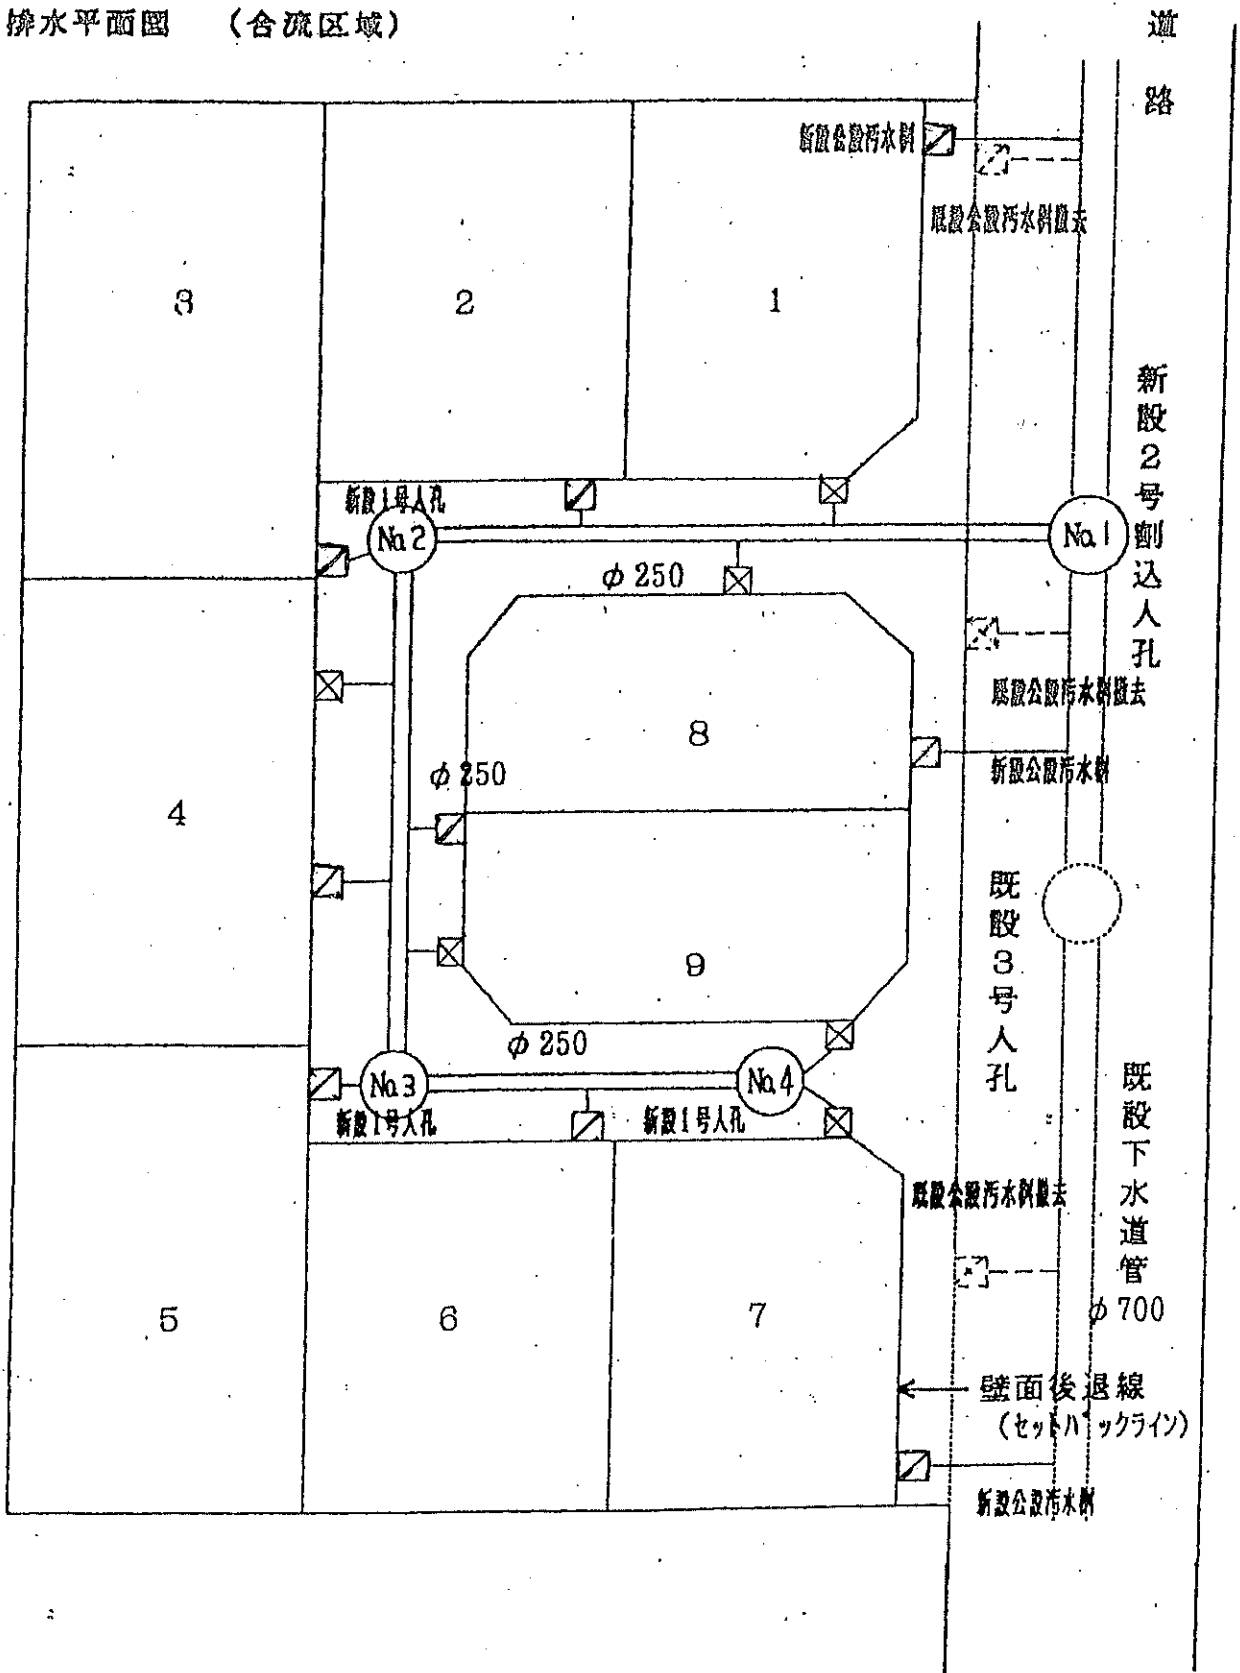 排水平面図 （合流区域）
道路
新設公設汚水桝
既設公設汚水桝撤去
3
2
1
新設2号割込人孔
新設1号人孔
No.2
No.1
φ250
既設公設汚水桝撤去
8
新設公設汚水桝
φ250
4
既設3号人孔
9
φ250
No.3
No.4
新設1号人孔
新設1号人孔
既設下水道管
φ700
既設公設汚水桝撤去
5
6
7
壁面後退線
（セットバックライン）
新設公設汚水桝